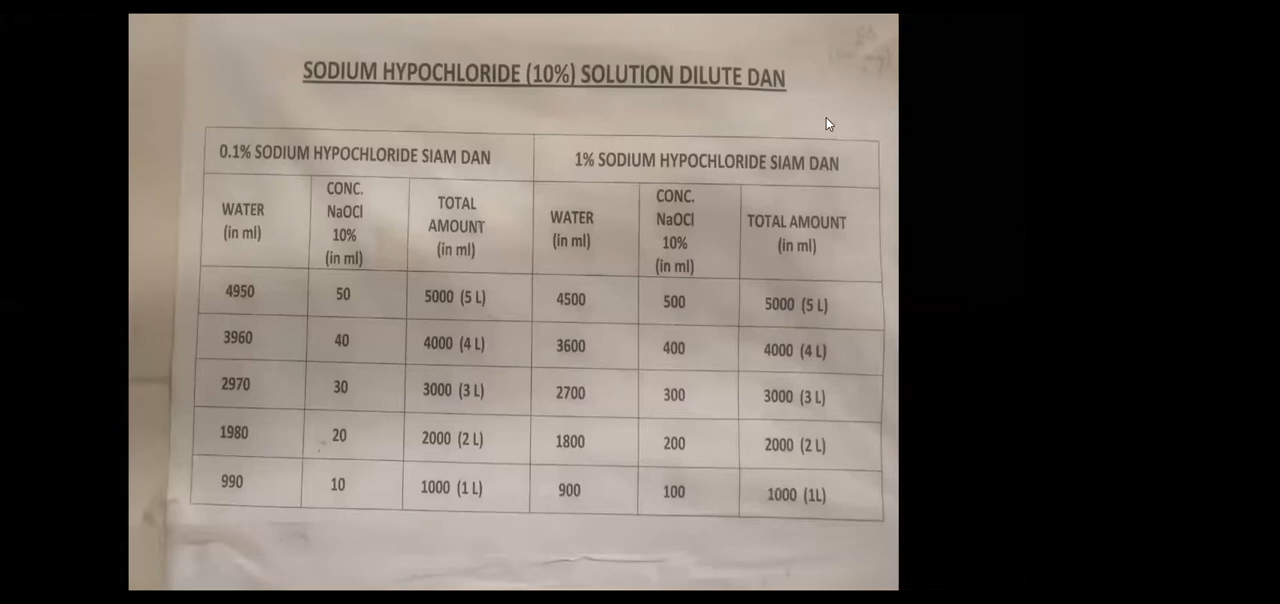 SODIUM HYPOCHLORIDE (10%) SOLUTION DILUTE DAN
0.1% SODIUM HYPOCHLORIDE SIAM DAN 1% SODIUM HYPOCHLORIDE SIAM DAN
WATER (in ml) CONC. NaOCl 10% (in ml) TOTAL AMOUNT (in ml) WATER (in ml) CONC. NaOCl 10% (in ml) TOTAL AMOUNT (in ml)
4950 50 5000 (5 L) 4500 500 5000 (5 L)
3960 40 4000 (4 L) 3600 400 4000 (4 L)
2970 30 3000 (3 L) 2700 300 3000 (3 L)
1980 20 2000 (2 L) 1800 200 2000 (2 L)
990 10 1000 (1 L) 900 100 1000 (1L)